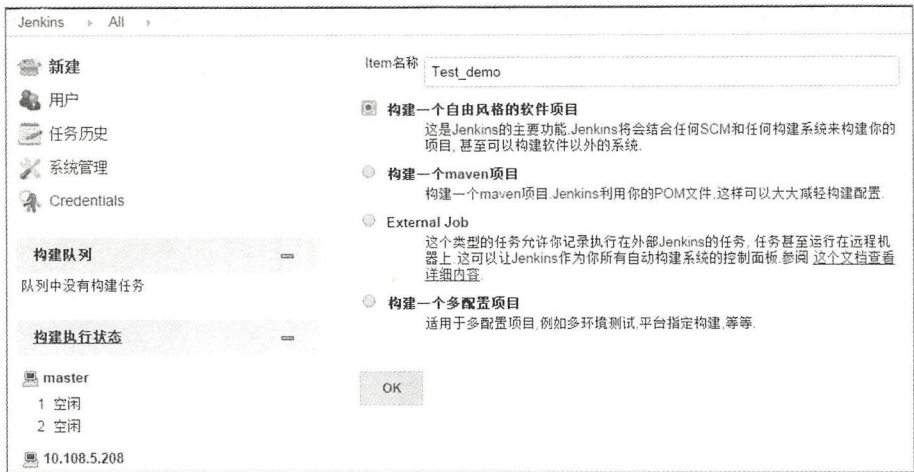 Jenkins > All >
新建
用户
任务历史
系统管理
Credentials
构建队列
队列中没有构建任务
构建执行状态
master
1 空闲
2 空闲
10.108.5.208
Item名称 Test_demo
构建一个自由风格的软件项目
这是Jenkins的主要功能.Jenkins将会结合任何SCM和任何构建系统来构建你的
项目, 甚至可以构建软件以外的系统.
构建一个maven项目
构建一个maven项目.Jenkins利用你的POM文件,这样可以大大减轻构建配置.
External Job
这个类型的任务允许你记录执行在外部Jenkins的任务, 任务甚至运行在远程机
器上.这可以让Jenkins作为你所有自动构建系统的控制面板.参阅 这个文档查看
详细内容.
构建一个多配置项目
适用于多配置项目,例如多环境测试,平台指定构建,等等.
OK